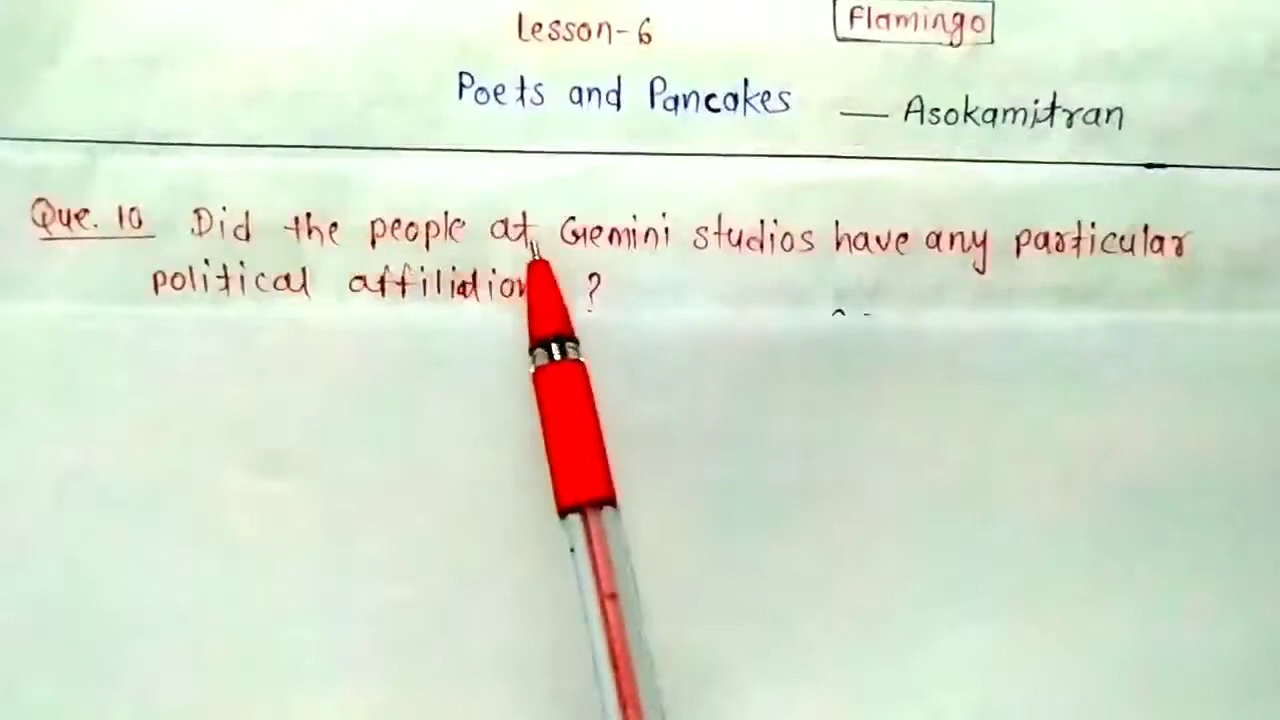 Lesson-6
Flamingo
Poets and Pancakes — Asokamitran
Que. 10 Did the people at Gemini studios have any particular
political affiliation ?